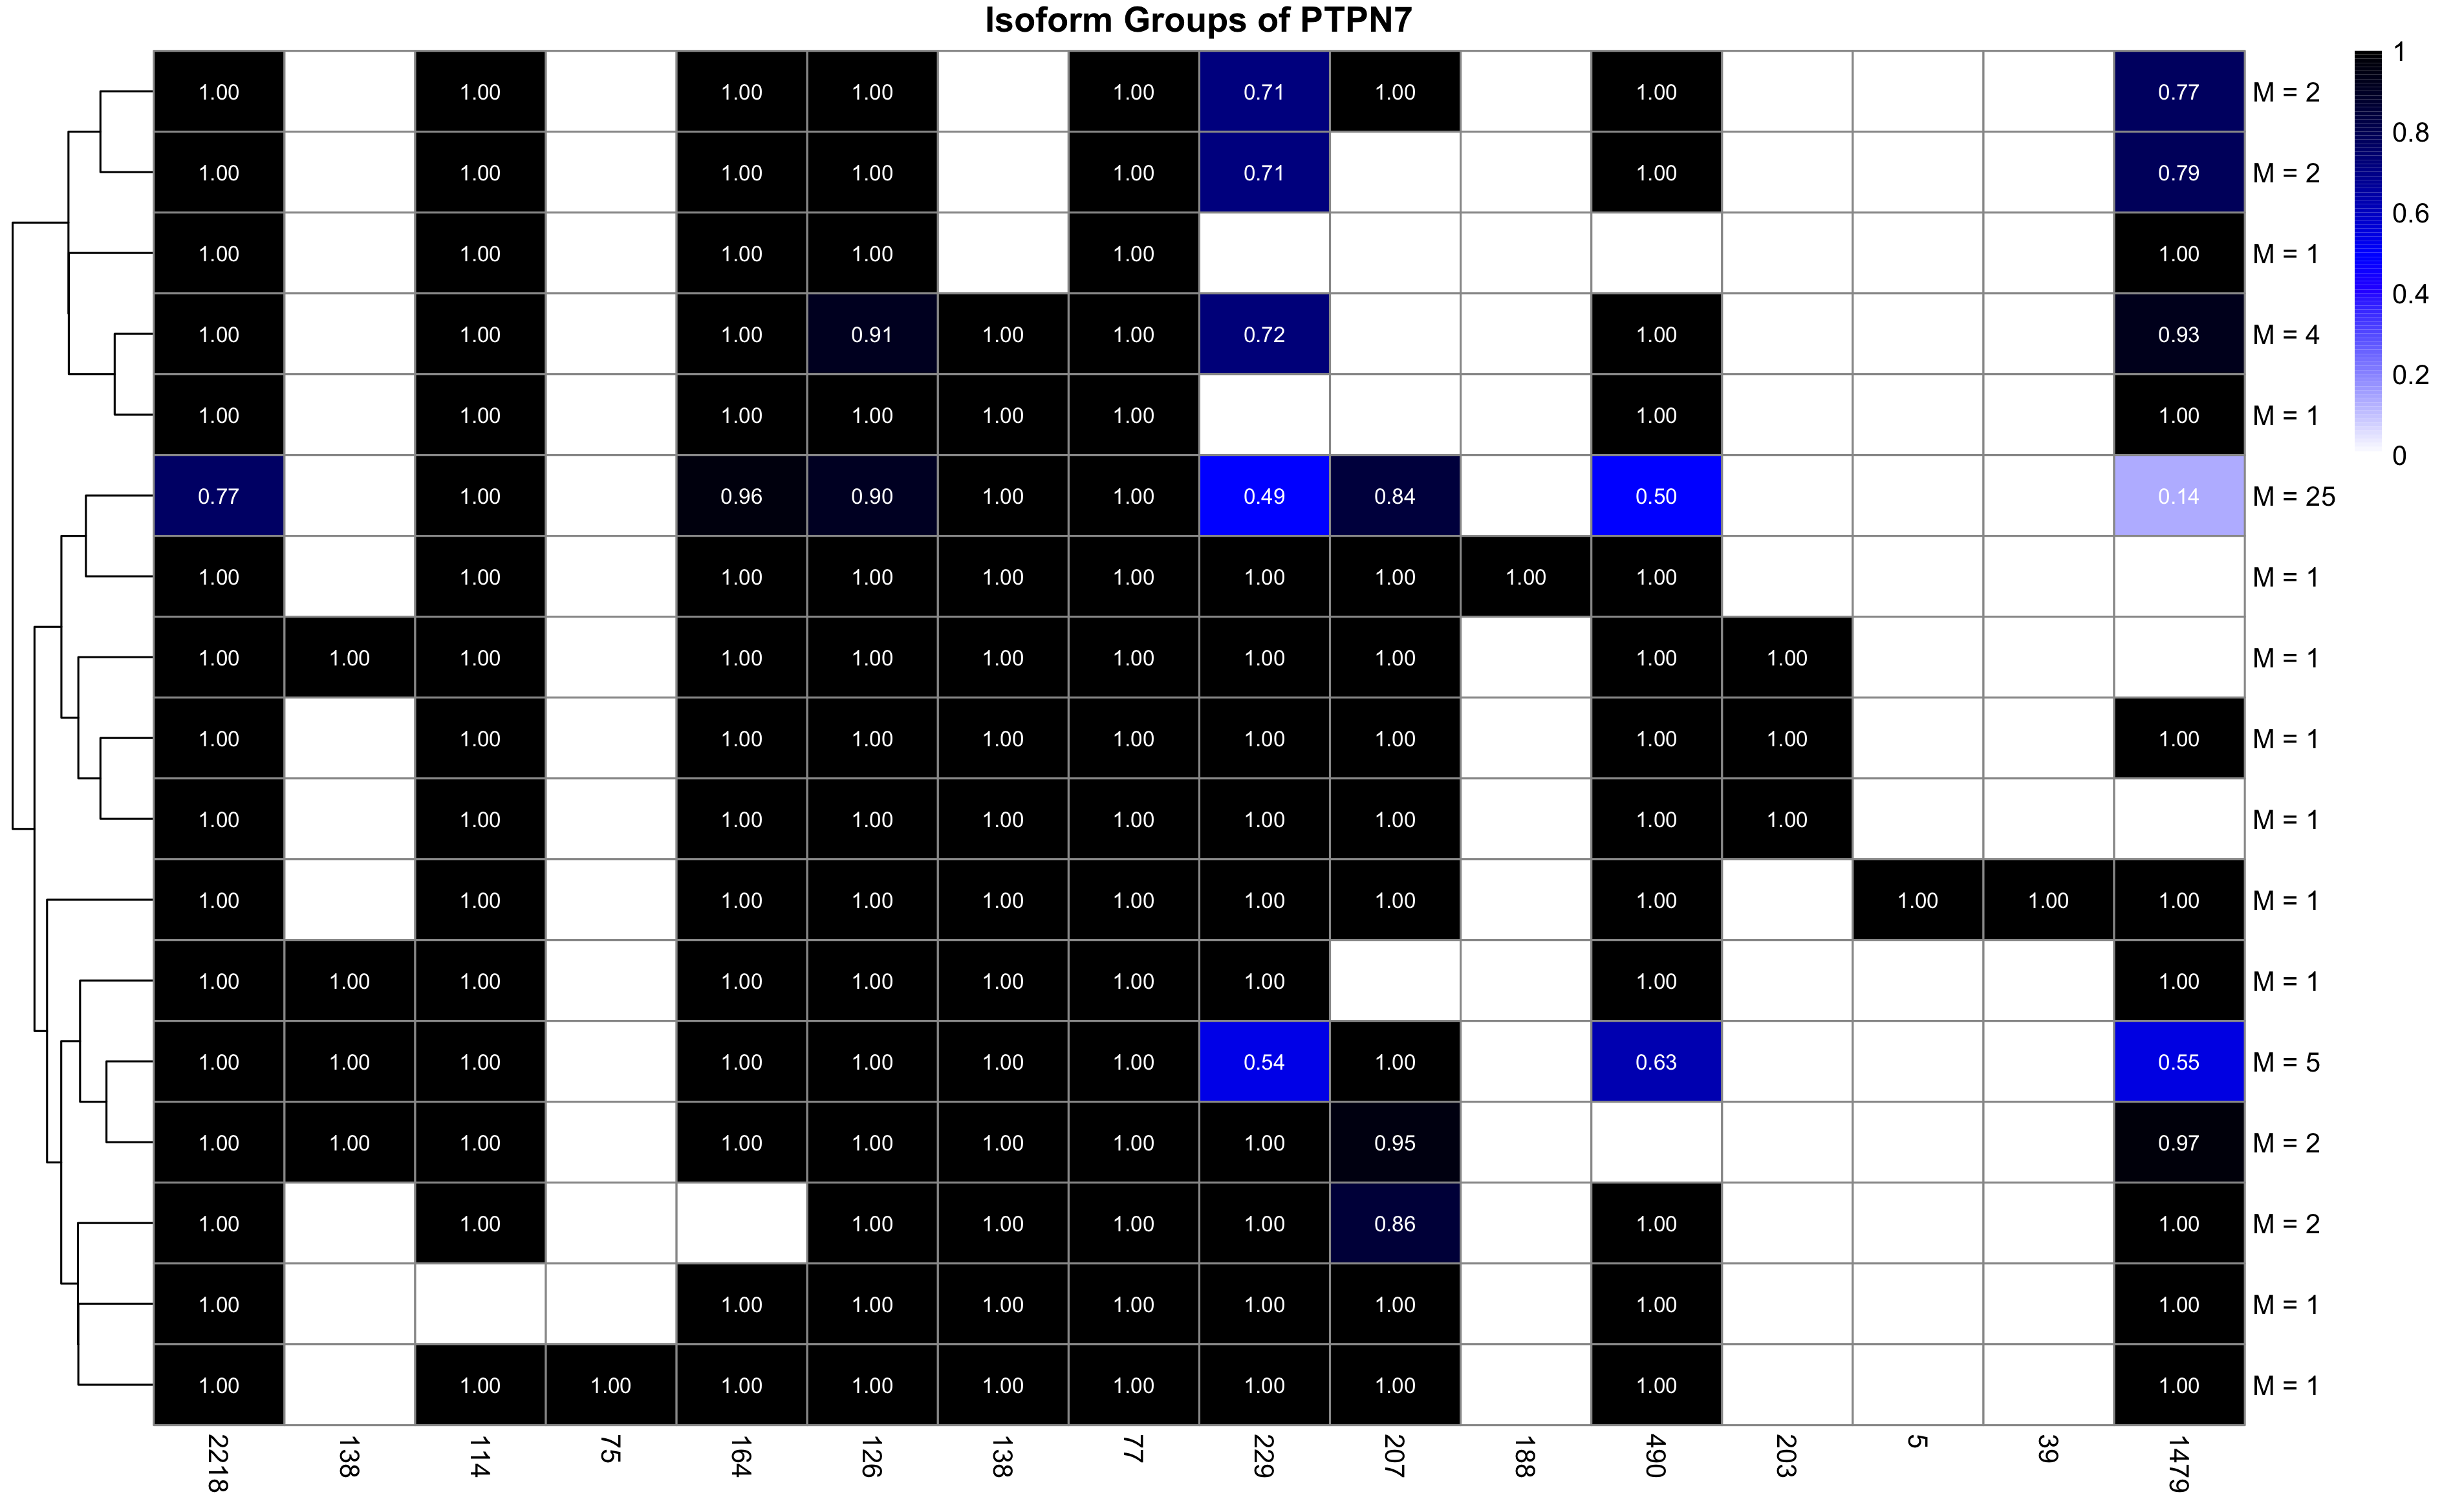 Isoform Groups of PTPN7
1.00 1.00 1.00 1.00 1.00 0.71 1.00 1.00 0.77 M = 2
1.00 1.00 1.00 1.00 1.00 0.71 1.00 0.79 M = 2
1.00 1.00 1.00 1.00 1.00 1.00 M = 1
1.00 1.00 1.00 0.91 1.00 1.00 0.72 1.00 0.93 M = 4
1.00 1.00 1.00 1.00 1.00 1.00 1.00 1.00 M = 1
0.77 1.00 0.96 0.90 1.00 1.00 0.49 0.84 0.50 0.14 M = 25
1.00 1.00 1.00 1.00 1.00 1.00 1.00 1.00 1.00 1.00 M = 1
1.00 1.00 1.00 1.00 1.00 1.00 1.00 1.00 1.00 1.00 1.00 M = 1
1.00 1.00 1.00 1.00 1.00 1.00 1.00 1.00 1.00 1.00 1.00 M = 1
1.00 1.00 1.00 1.00 1.00 1.00 1.00 1.00 1.00 1.00 M = 1
1.00 1.00 1.00 1.00 1.00 1.00 1.00 1.00 1.00 1.00 1.00 1.00 M = 1
1.00 1.00 1.00 1.00 1.00 1.00 1.00 1.00 1.00 1.00 M = 1
1.00 1.00 1.00 1.00 1.00 1.00 1.00 0.54 1.00 0.63 0.55 M = 5
1.00 1.00 1.00 1.00 1.00 1.00 1.00 1.00 0.95 0.97 M = 2
1.00 1.00 1.00 1.00 1.00 1.00 0.86 1.00 1.00 M = 2
1.00 1.00 1.00 1.00 1.00 1.00 1.00 1.00 1.00 M = 1
1.00 1.00 1.00 1.00 1.00 1.00 1.00 1.00 1.00 1.00 1.00 M = 1
2218 138 114 75 164 126 138 77 229 207 188 490 203 5 39 1479
1
0.8
0.6
0.4
0.2
0